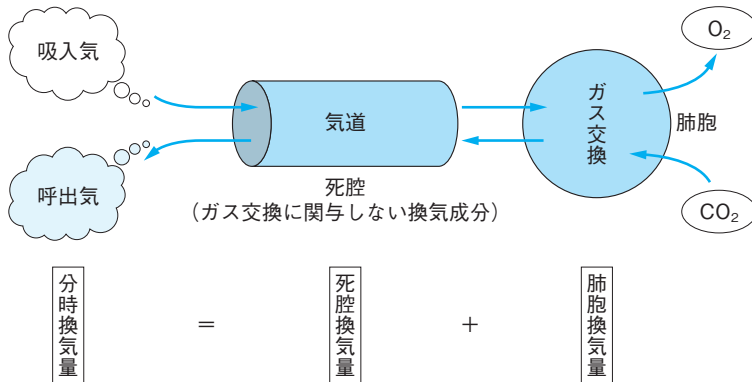 吸入気
呼出気
気道
死腔
（ガス交換に関与しない換気成分）
ガス交換
肺胞
O₂
CO₂
分時換気量
=
死腔換気量
+
肺胞換気量